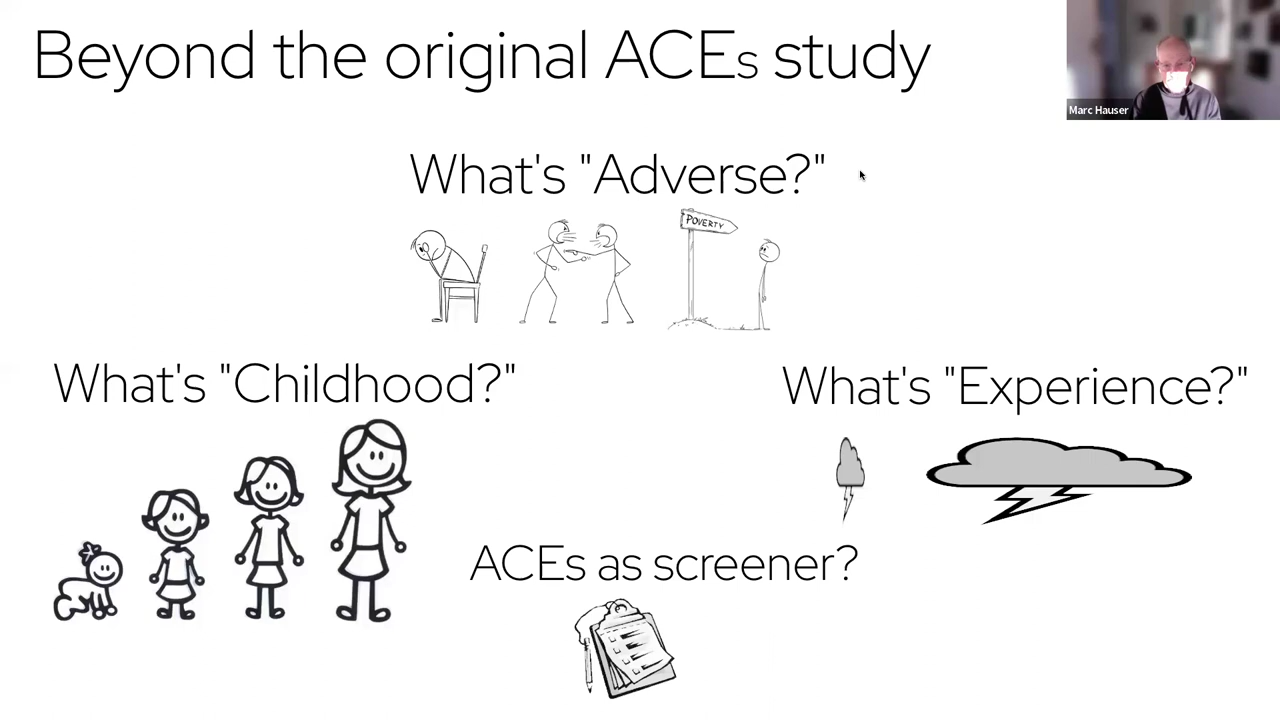 Beyond the original ACEs study
Marc Hauser
What's "Adverse?"
POVERTY
What's "Childhood?"
What's "Experience?"
ACEs as screener?